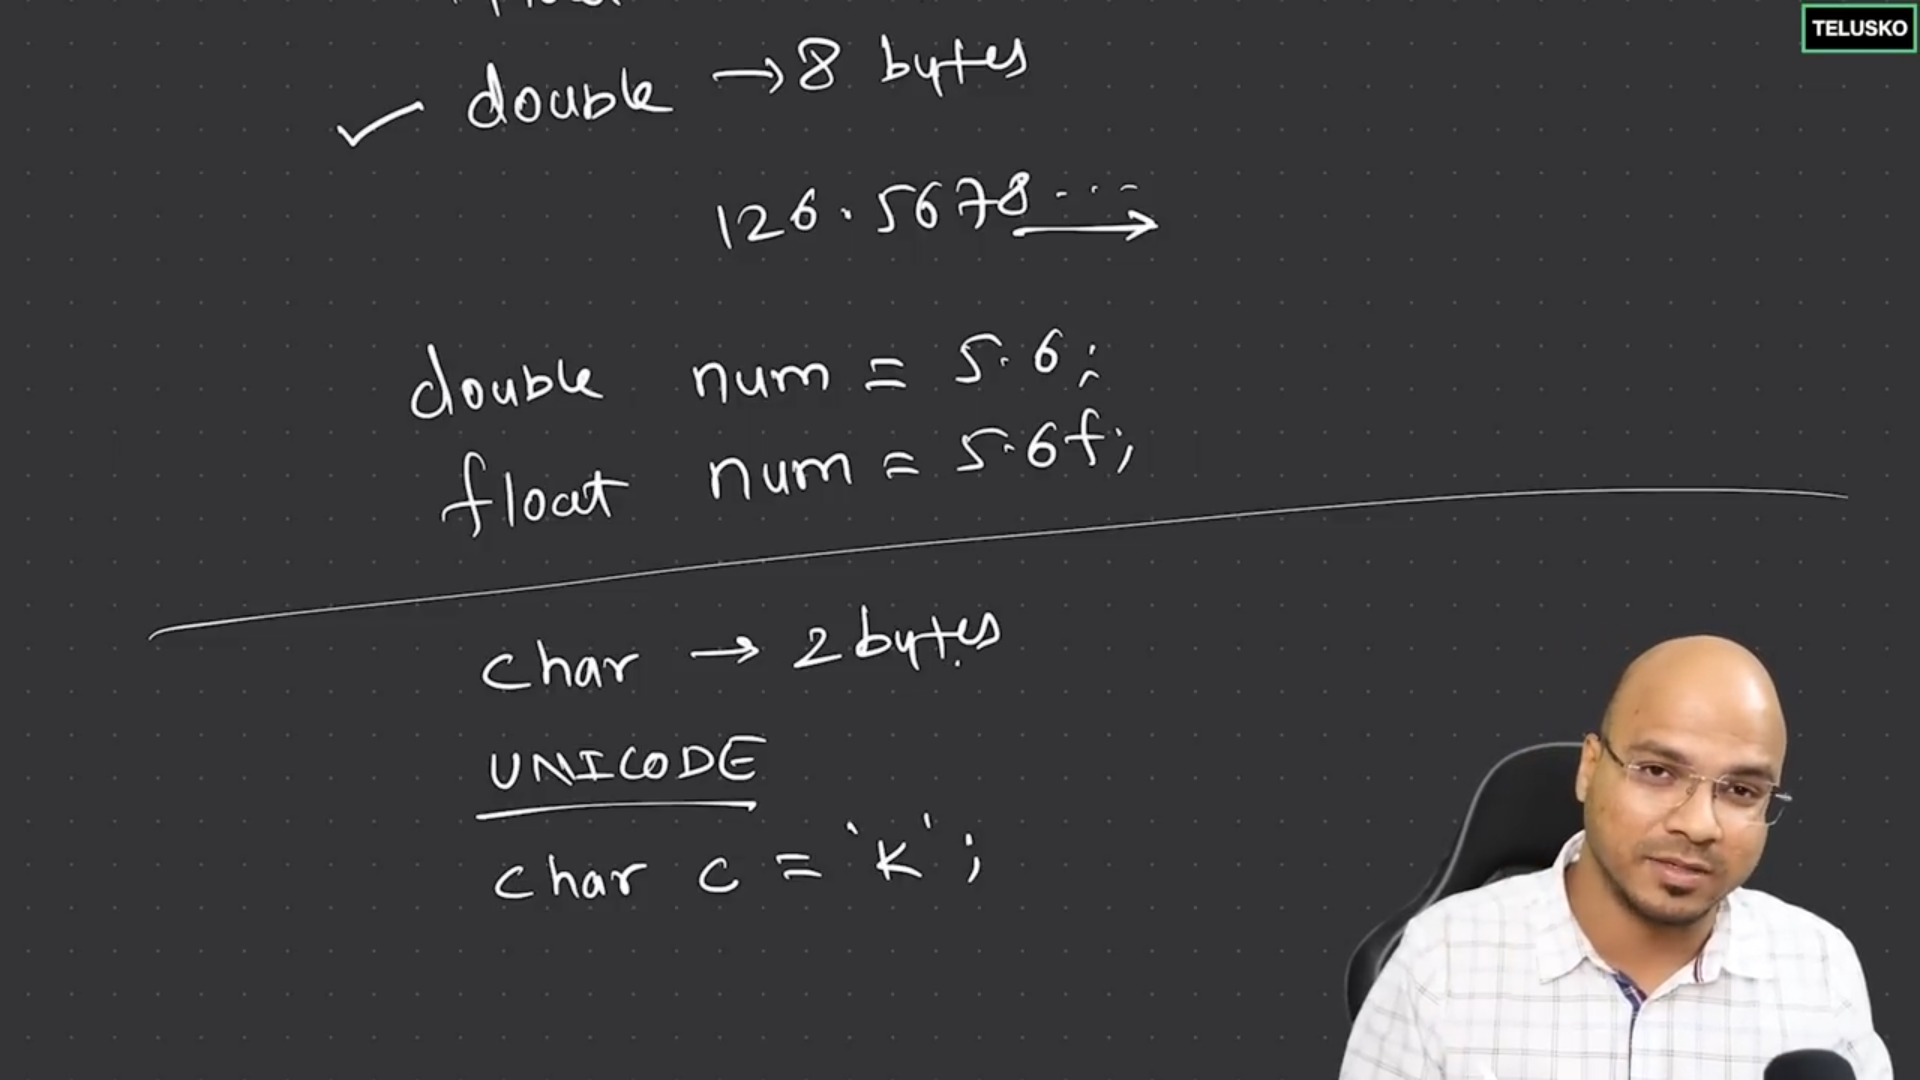 TELUSKO
double → 8 bytes
126.5678...
double num = 5.6;
float num = 5.6f;
char → 2 bytes
UNICODE
char c = 'k';